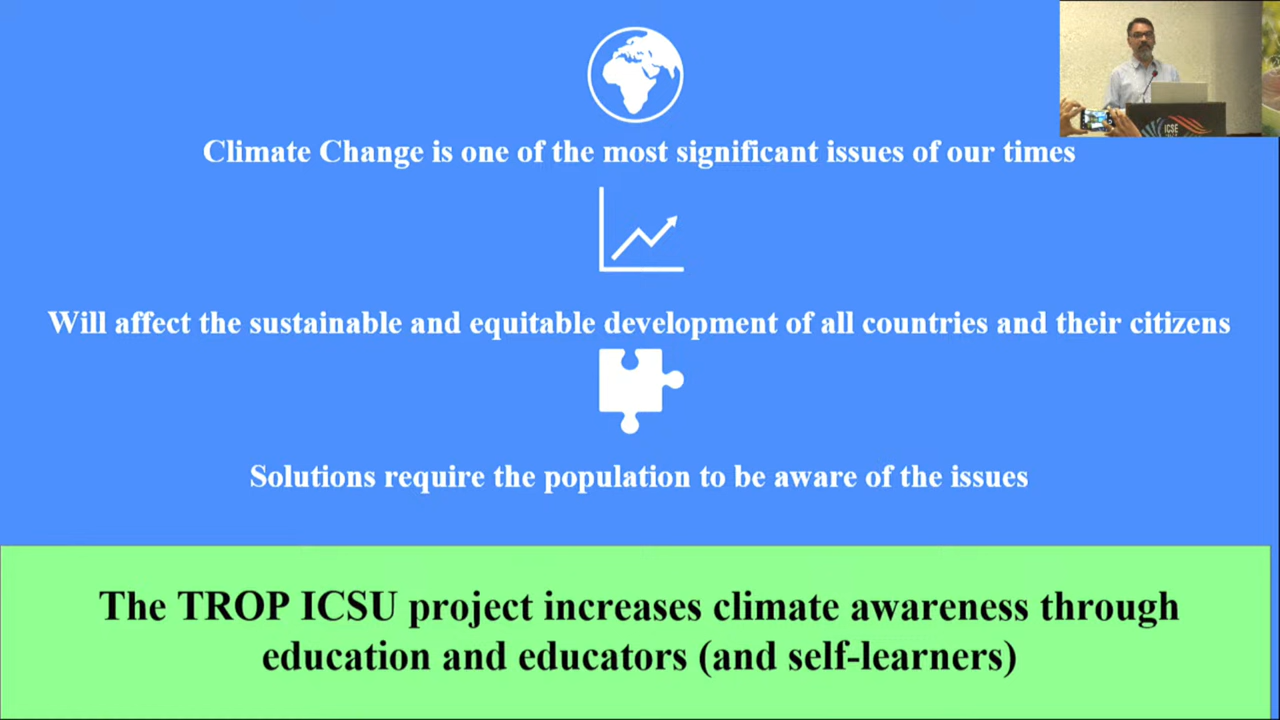 Climate Change is one of the most significant issues of our times
Will affect the sustainable and equitable development of all countries and their citizens
Solutions require the population to be aware of the issues
The TROP ICSU project increases climate awareness through
education and educators (and self-learners)
ICSE